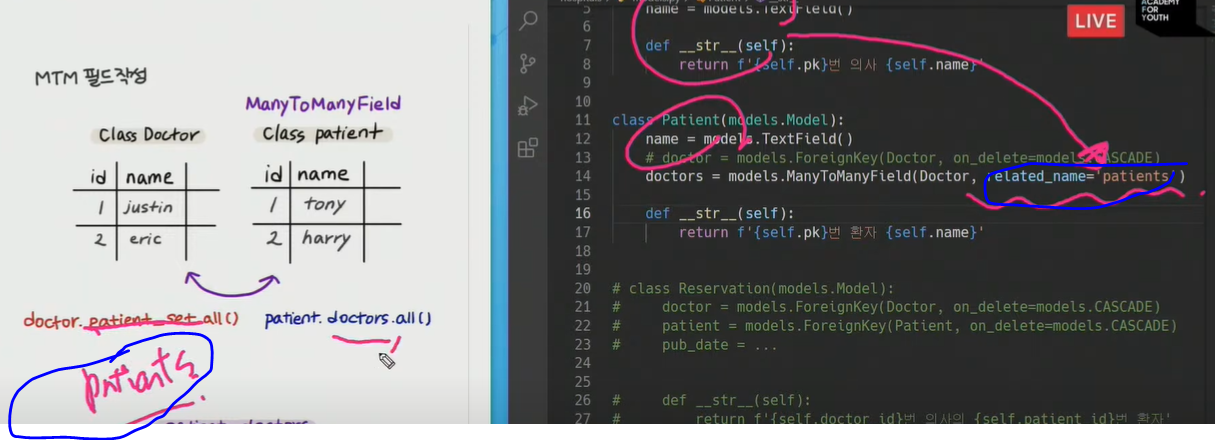 MTM 필드작성
ManyToManyField
Class Doctor
Class patient
id name
1 justin
2 eric
id name
1 tony
2 harry
doctor.patient_set.all()
patient.doctors.all()
patients
5 name = models.TextField()
6
7 def __str__(self):
8 return f'{self.pk}번 의사 {self.name}'
9
10
11 class Patient(models.Model):
12 name = models.TextField()
13 # doctor = models.ForeignKey(Doctor, on_delete=models.CASCADE)
14 doctors = models.ManyToManyField(Doctor, related_name='patients')
15
16 def __str__(self):
17 return f'{self.pk}번 환자 {self.name}'
18
19
20 # class Reservation(models.Model):
21 # doctor = models.ForeignKey(Doctor, on_delete=models.CASCADE)
22 # patient = models.ForeignKey(Patient, on_delete=models.CASCADE)
23 # pub_date = ...
24
25
26 # def __str__(self):
27 # return f'{self.doctor_id}번 의사의 {self.patient_id}번 환자'
LIVE
ACADEMY
FOR
YOUTH